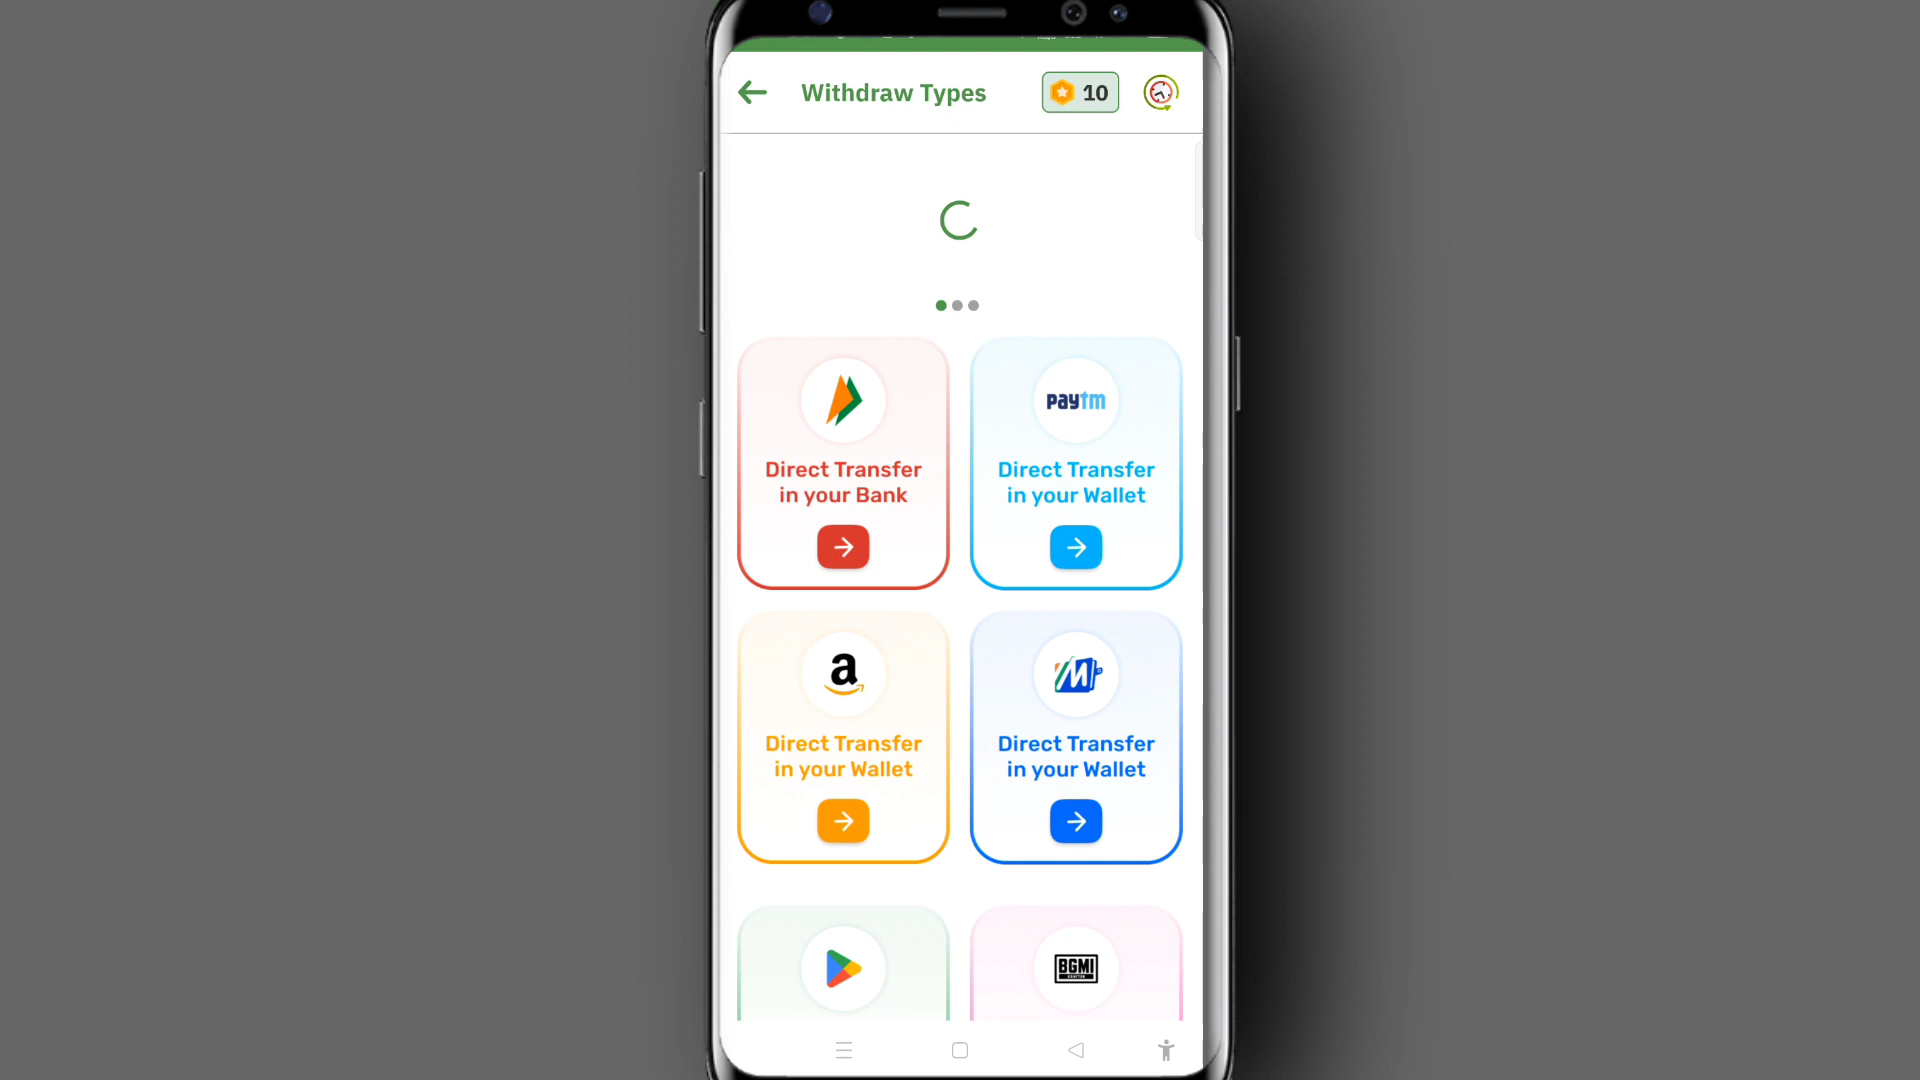 Withdraw Types
10
paytm
Direct Transfer
in your Bank
Direct Transfer
in your Wallet
a
Direct Transfer
in your Wallet
Direct Transfer
in your Wallet
BGMI